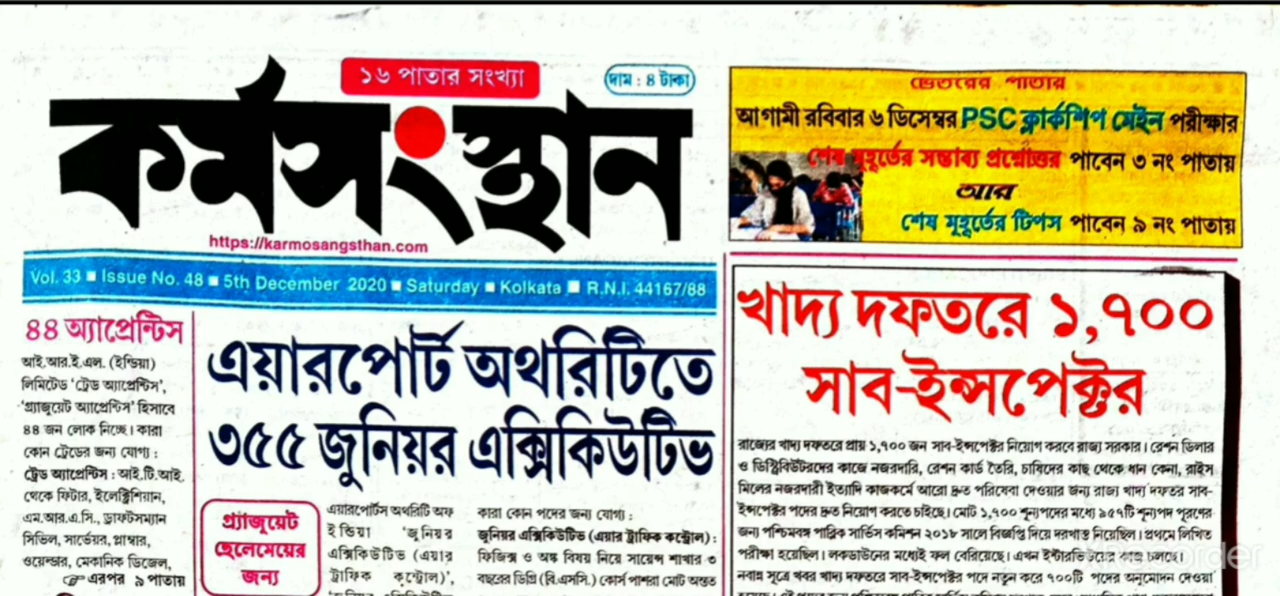 ১৬ পাতার সংখ্যা
দাম : ৪ টাকা
কর্মসংস্থান
https://karmosangsthan.com
Vol. 33 ■ Issue No. 48 ■ 5th December 2020 ■ Saturday ■ Kolkata ■ R.N.I. 44167/88
ভেতরের পাতায়
আগামী রবিবার ৬ ডিসেম্বর PSC ক্লার্কশিপ মেইন পরীক্ষার
শেষ মুহূর্তের সম্ভাব্য প্রশ্নোত্তর পাবেন ৩ নং পাতায়
আর
শেষ মুহূর্তের টিপস পাবেন ৯ নং পাতায়
৪৪ অ্যাপ্রেন্টিস
আই.আর.ই.এল. (ইন্ডিয়া)
লিমিটেড ‘ট্রেড অ্যাপ্রেন্টিস’,
‘গ্র্যাজুয়েট অ্যাপ্রেন্টিস’ হিসাবে
৪৪ জন লোক নিচ্ছে। কারা
কোন ট্রেডের জন্য যোগ্য :
ট্রেড অ্যাপ্রেন্টিস : আই.টি.আই.
থেকে ফিটার, ইলেক্ট্রিশিয়ান,
এম.আর.এ.সি., ড্রাফটসম্যান
সিভিল, সার্ভেয়র, প্লাম্বার,
ওয়েল্ডার, মেকানিক ডিজেল,
এরপর ৯ পাতায়
এয়ারপোর্ট অথরিটিতে
৩৫৫ জুনিয়র এক্সিকিউটিভ
গ্র্যাজুয়েট
ছেলেমেয়ের
জন্য
এয়ারপোর্টস অথরিটি অফ
ইন্ডিয়া ‘জুনিয়র
এক্সিকিউটিভ (এয়ার
ট্রাফিক কন্ট্রোল)’,
‘জুনিয়র এক্সিকিউটিভ
কারা কোন পদের জন্য যোগ্য :
জুনিয়র এক্সিকিউটিভ (এয়ার ট্রাফিক কন্ট্রোল) :
ফিজিক্স ও অঙ্ক বিষয় নিয়ে সায়েন্স শাখার ৩
বছরের ডিগ্রি (বি.এসসি.) কোর্স পাশরা মোট অন্তত
খাদ্য দফতরে ১,৭০০
সাব-ইন্সপেক্টর
রাজ্যের খাদ্য দফতরে প্রায় ১,৭০০ জন সাব-ইন্সপেক্টর নিয়োগ করবে রাজ্য সরকার। রেশন ডিলার
ও ডিস্ট্রিবিউটরদের কাজে নজরদারি, রেশন কার্ড তৈরি, চাষিদের কাছ থেকে ধান কেনা, রাইস
মিলের নজরদারী ইত্যাদি কাজকর্মে আরো দ্রুত পরিষেবা দেওয়ার জন্য রাজ্য খাদ্য দফতর সাব-
ইন্সপেক্টর পদে দ্রুত নিয়োগ করতে চাইছে। মোট ১,৭০০ শূন্যপদের মধ্যে ৯৫৭টি শূন্যপদ পূরণের
জন্য পশ্চিমবঙ্গ পাব্লিক সার্ভিস কমিশন ২০১৮ সালে বিজ্ঞপ্তি দিয়ে দরখাস্ত নিয়েছিল। প্রথমে লিখিত
পরীক্ষা হয়েছিল। লকডাউনের মধ্যেই ফল বেরিয়েছে। এখন ইন্টারভিউয়ের কাজ চলছে।
নবান্ন সূত্রে খবর খাদ্য দফতরে সাব-ইন্সপেক্টর পদে নতুন করে ৭০০টি পদের অনুমোদন দেওয়া